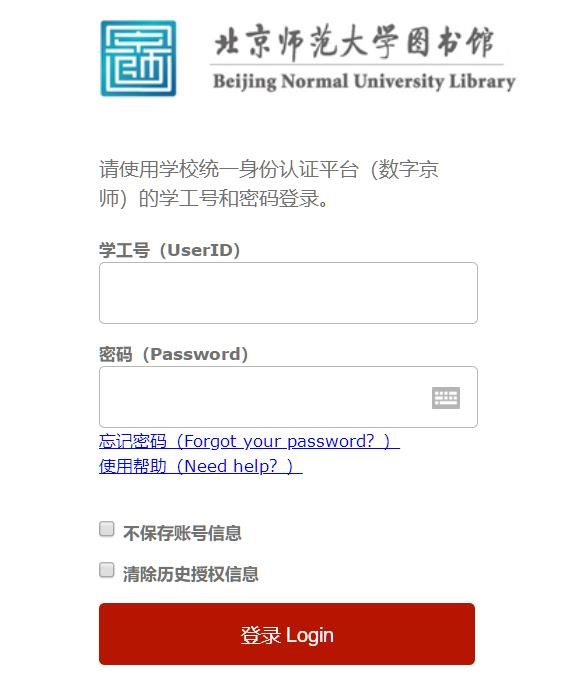 北京师范大学图书馆
Beijing Normal University Library
请使用学校统一身份认证平台（数字京
师）的学工号和密码登录。
学工号（UserID）
密码（Password）
忘记密码（Forgot your password？）
使用帮助（Need help？）
不保存账号信息
清除历史授权信息
登录 Login